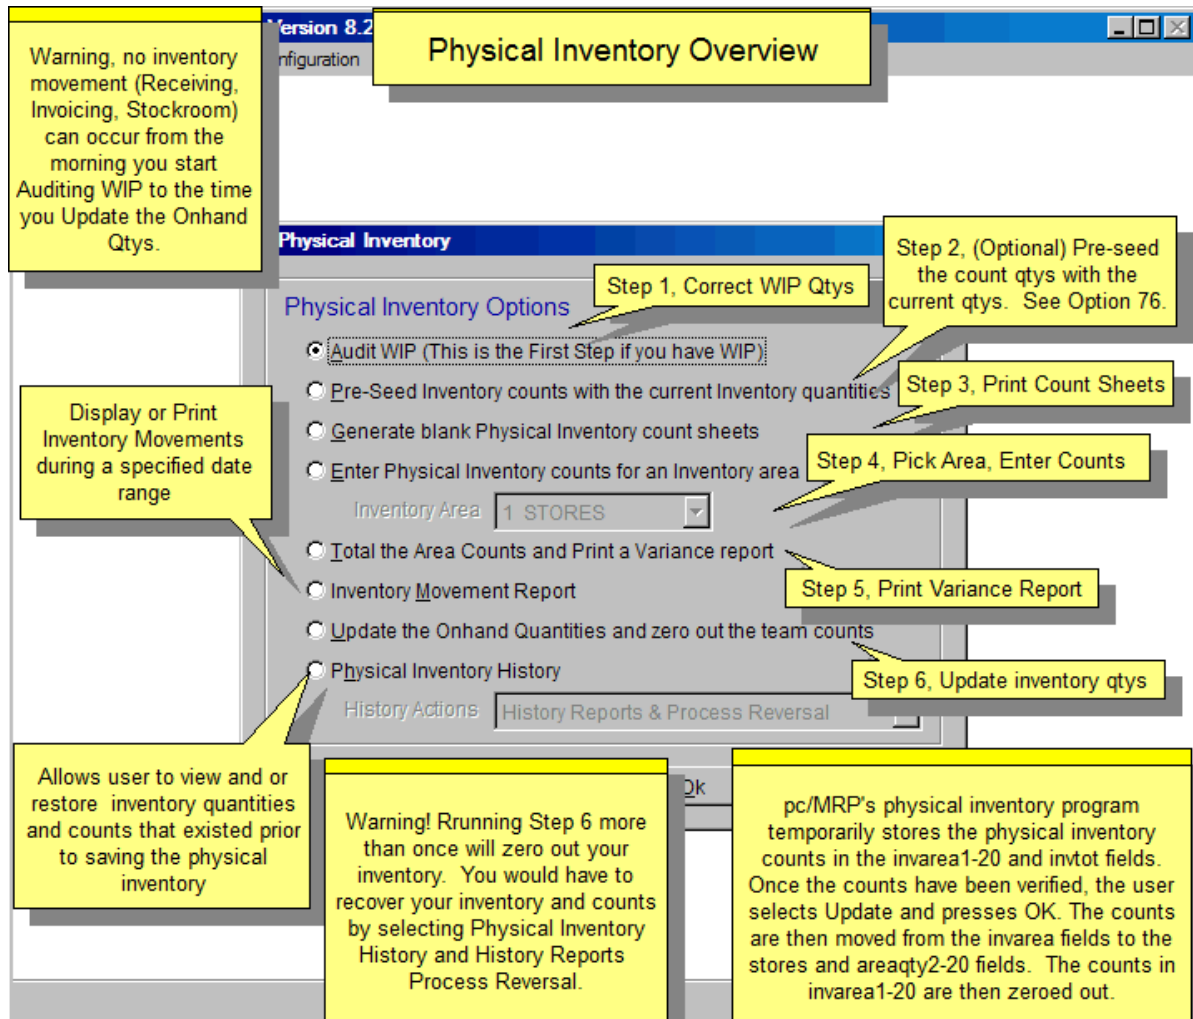 Version 8.2
nfiguration
Physical Inventory Overview
Warning, no inventory
movement (Receiving,
Invoicing, Stockroom)
can occur from the
morning you start
Auditing WIP to the time
you Update the Onhand
Qtys.
Physical Inventory
Step 1, Correct WIP Qtys
Step 2, (Optional) Pre-seed
the count qtys with the
current qtys. See Option 76.
Physical Inventory Options
Audit WIP (This is the First Step if you have WIP)
Pre-Seed Inventory counts with the current Inventory quantities
Step 3, Print Count Sheets
Generate blank Physical Inventory count sheets
Enter Physical Inventory counts for an Inventory area
Step 4, Pick Area, Enter Counts
Inventory Area 1 STORES
Display or Print
Inventory Movements
during a specified date
range
Total the Area Counts and Print a Variance report
Step 5, Print Variance Report
Inventory Movement Report
Update the Onhand Quantities and zero out the team counts
Step 6, Update inventory qtys
Physical Inventory History
History Actions History Reports & Process Reversal
Ok
Allows user to view and or
restore inventory quantities
and counts that existed prior
to saving the physical
inventory
Warning! Rrunning Step 6 more
than once will zero out your
inventory. You would have to
recover your inventory and counts
by selecting Physical Inventory
History and History Reports
Process Reversal.
pc/MRP's physical inventory program
temporarily stores the physical inventory
counts in the invarea1-20 and invtot fields.
Once the counts have been verified, the user
selects Update and presses OK. The counts
are then moved from the invarea fields to the
stores and areaqty2-20 fields. The counts in
invarea1-20 are then zeroed out.